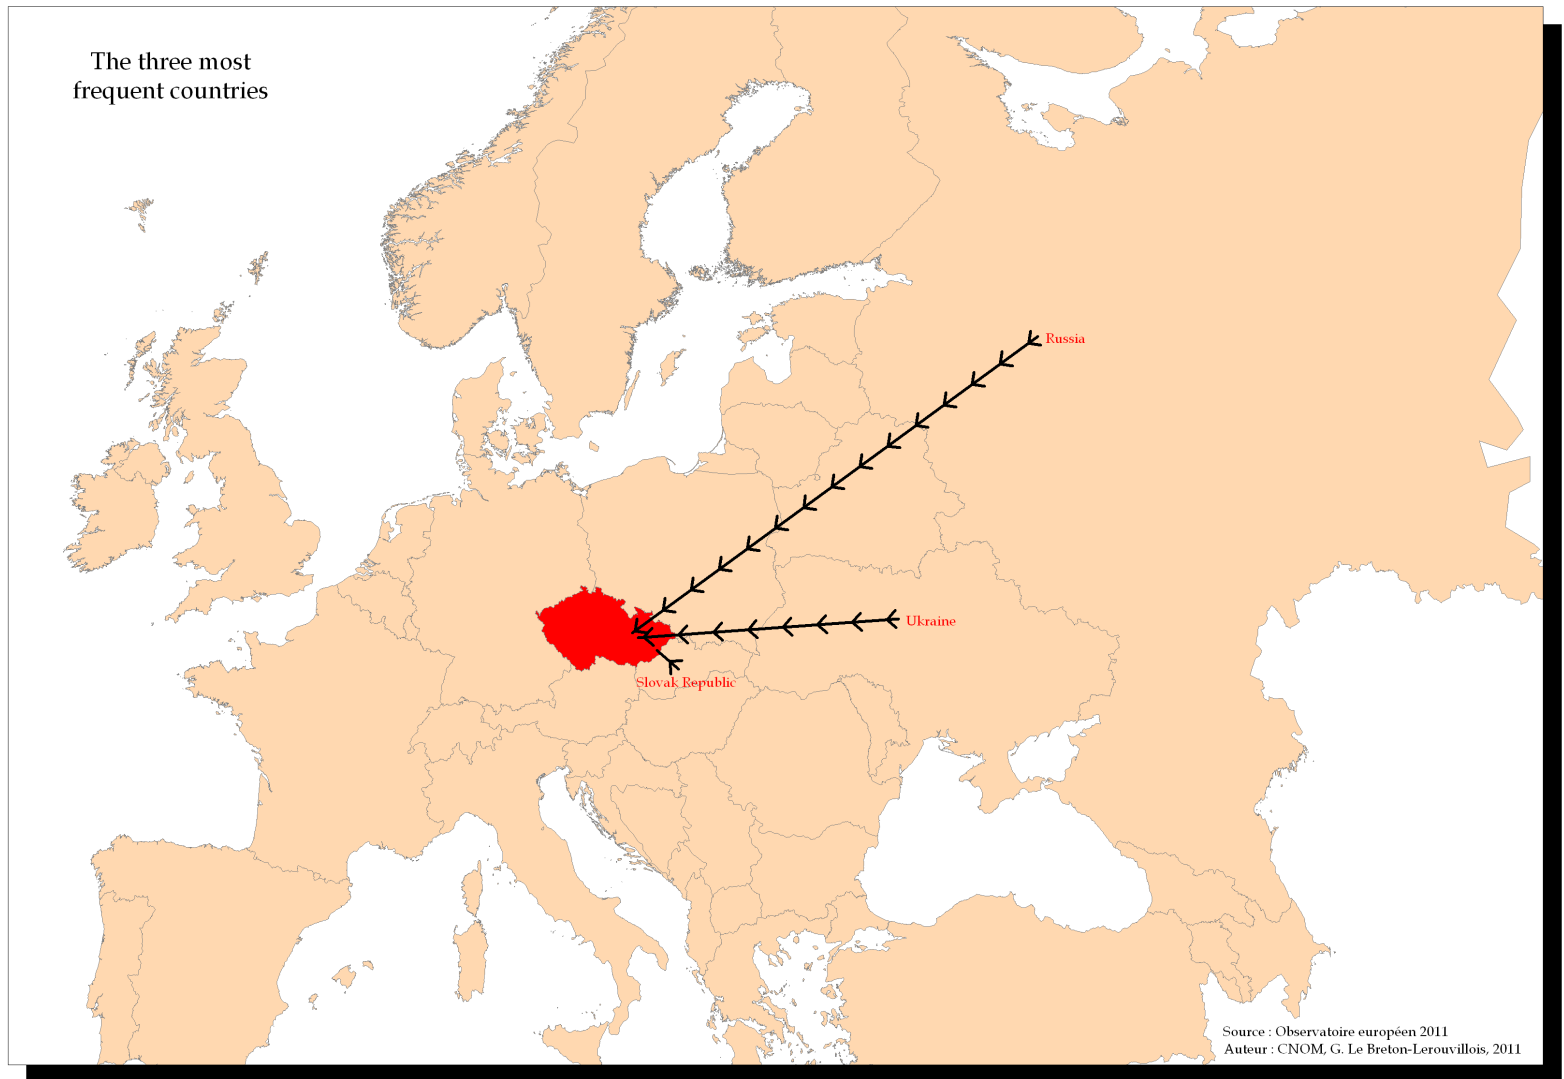 The three most
frequent countries
Russia
Ukraine
Slovak Republic
Source : Observatoire européen 2011
Auteur : CNOM, G. Le Breton-Lerouvillois, 2011